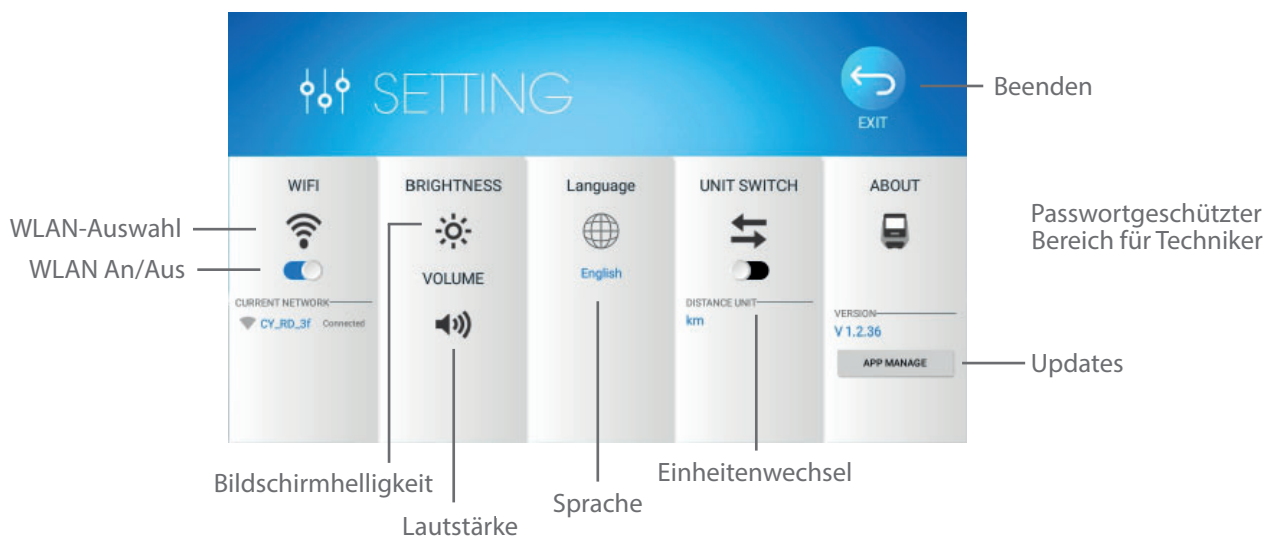 SETTING
EXIT
Beenden
WIFI
BRIGHTNESS
Language
UNIT SWITCH
ABOUT
WLAN-Auswahl
Passwortgeschützter
Bereich für Techniker
WLAN An/Aus
VOLUME
English
CURRENT NETWORK
CY_RD_3f Connected
DISTANCE UNIT
km
VERSION
V 1.2.36
APP MANAGE
Updates
Bildschirmhelligkeit
Lautstärke
Sprache
Einheitenwechsel